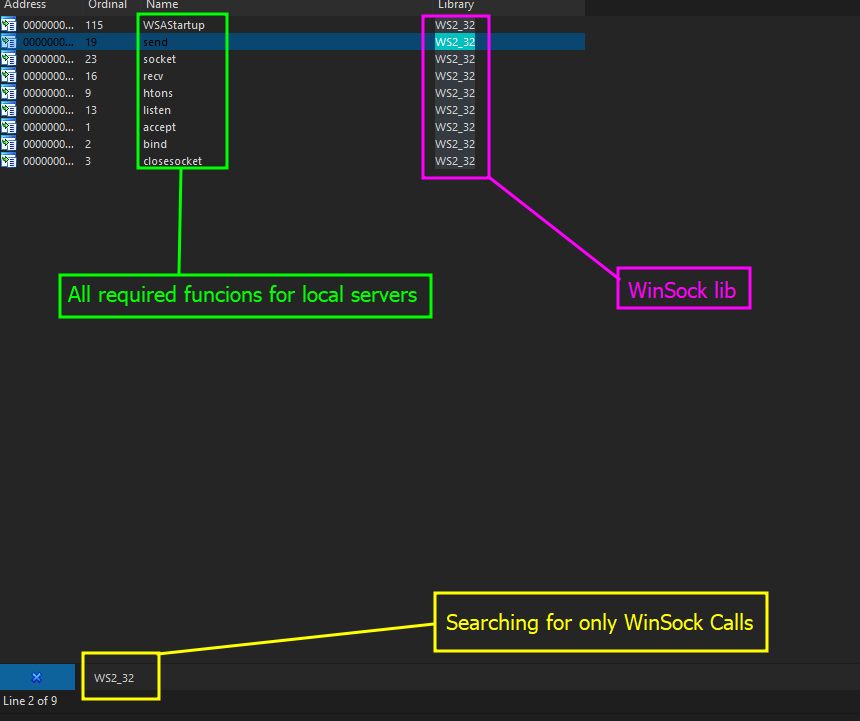 Address Ordinal Name Library
0000000... 115 WSAStartup WS2_32
0000000... 19 send WS2_32
0000000... 23 socket WS2_32
0000000... 16 recv WS2_32
0000000... 9 htons WS2_32
0000000... 13 listen WS2_32
0000000... 1 accept WS2_32
0000000... 2 bind WS2_32
0000000... 3 closesocket WS2_32
All required funcions for local servers
WinSock lib
Searching for only WinSock Calls
WS2_32
Line 2 of 9